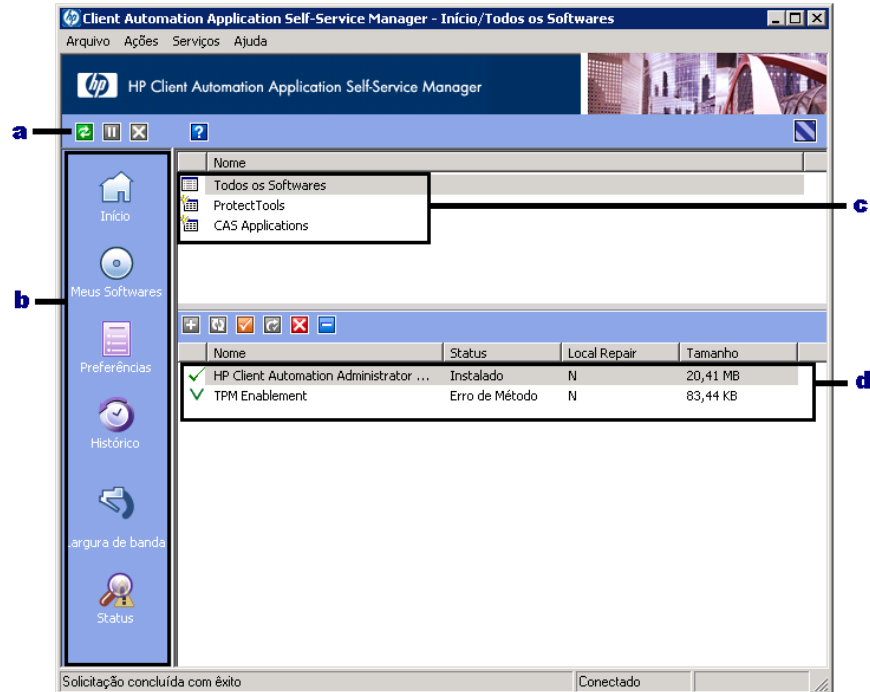 Client Automation Application Self-Service Manager - Início/Todos os Softwares
Arquivo Ações Serviços Ajuda
hp HP Client Automation Application Self-Service Manager
a
?
Nome
Todos os Softwares
ProtectTools
CAS Applications
c
Início
b
Meus Softwares
Preferências
Histórico
.argura de banda
Status
Nome Status Local Repair Tamanho
HP Client Automation Administrator ... Instalado N 20,41 MB
TPM Enablement Erro de Método N 83,44 KB
d
Solicitação concluída com êxito Conectado